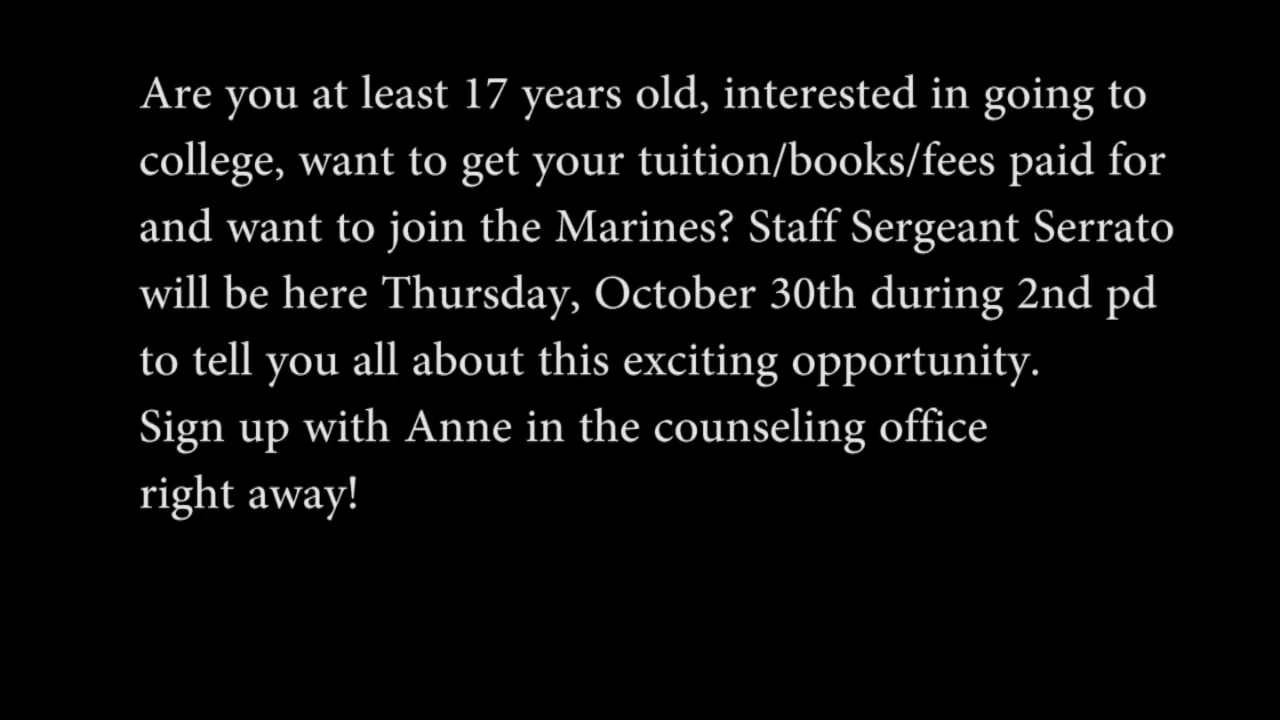 Are you at least 17 years old, interested in going to
college, want to get your tuition/books/fees paid for
and want to join the Marines? Staff Sergeant Serrato
will be here Thursday, October 30th during 2nd pd
to tell you all about this exciting opportunity.
Sign up with Anne in the counseling office
right away!